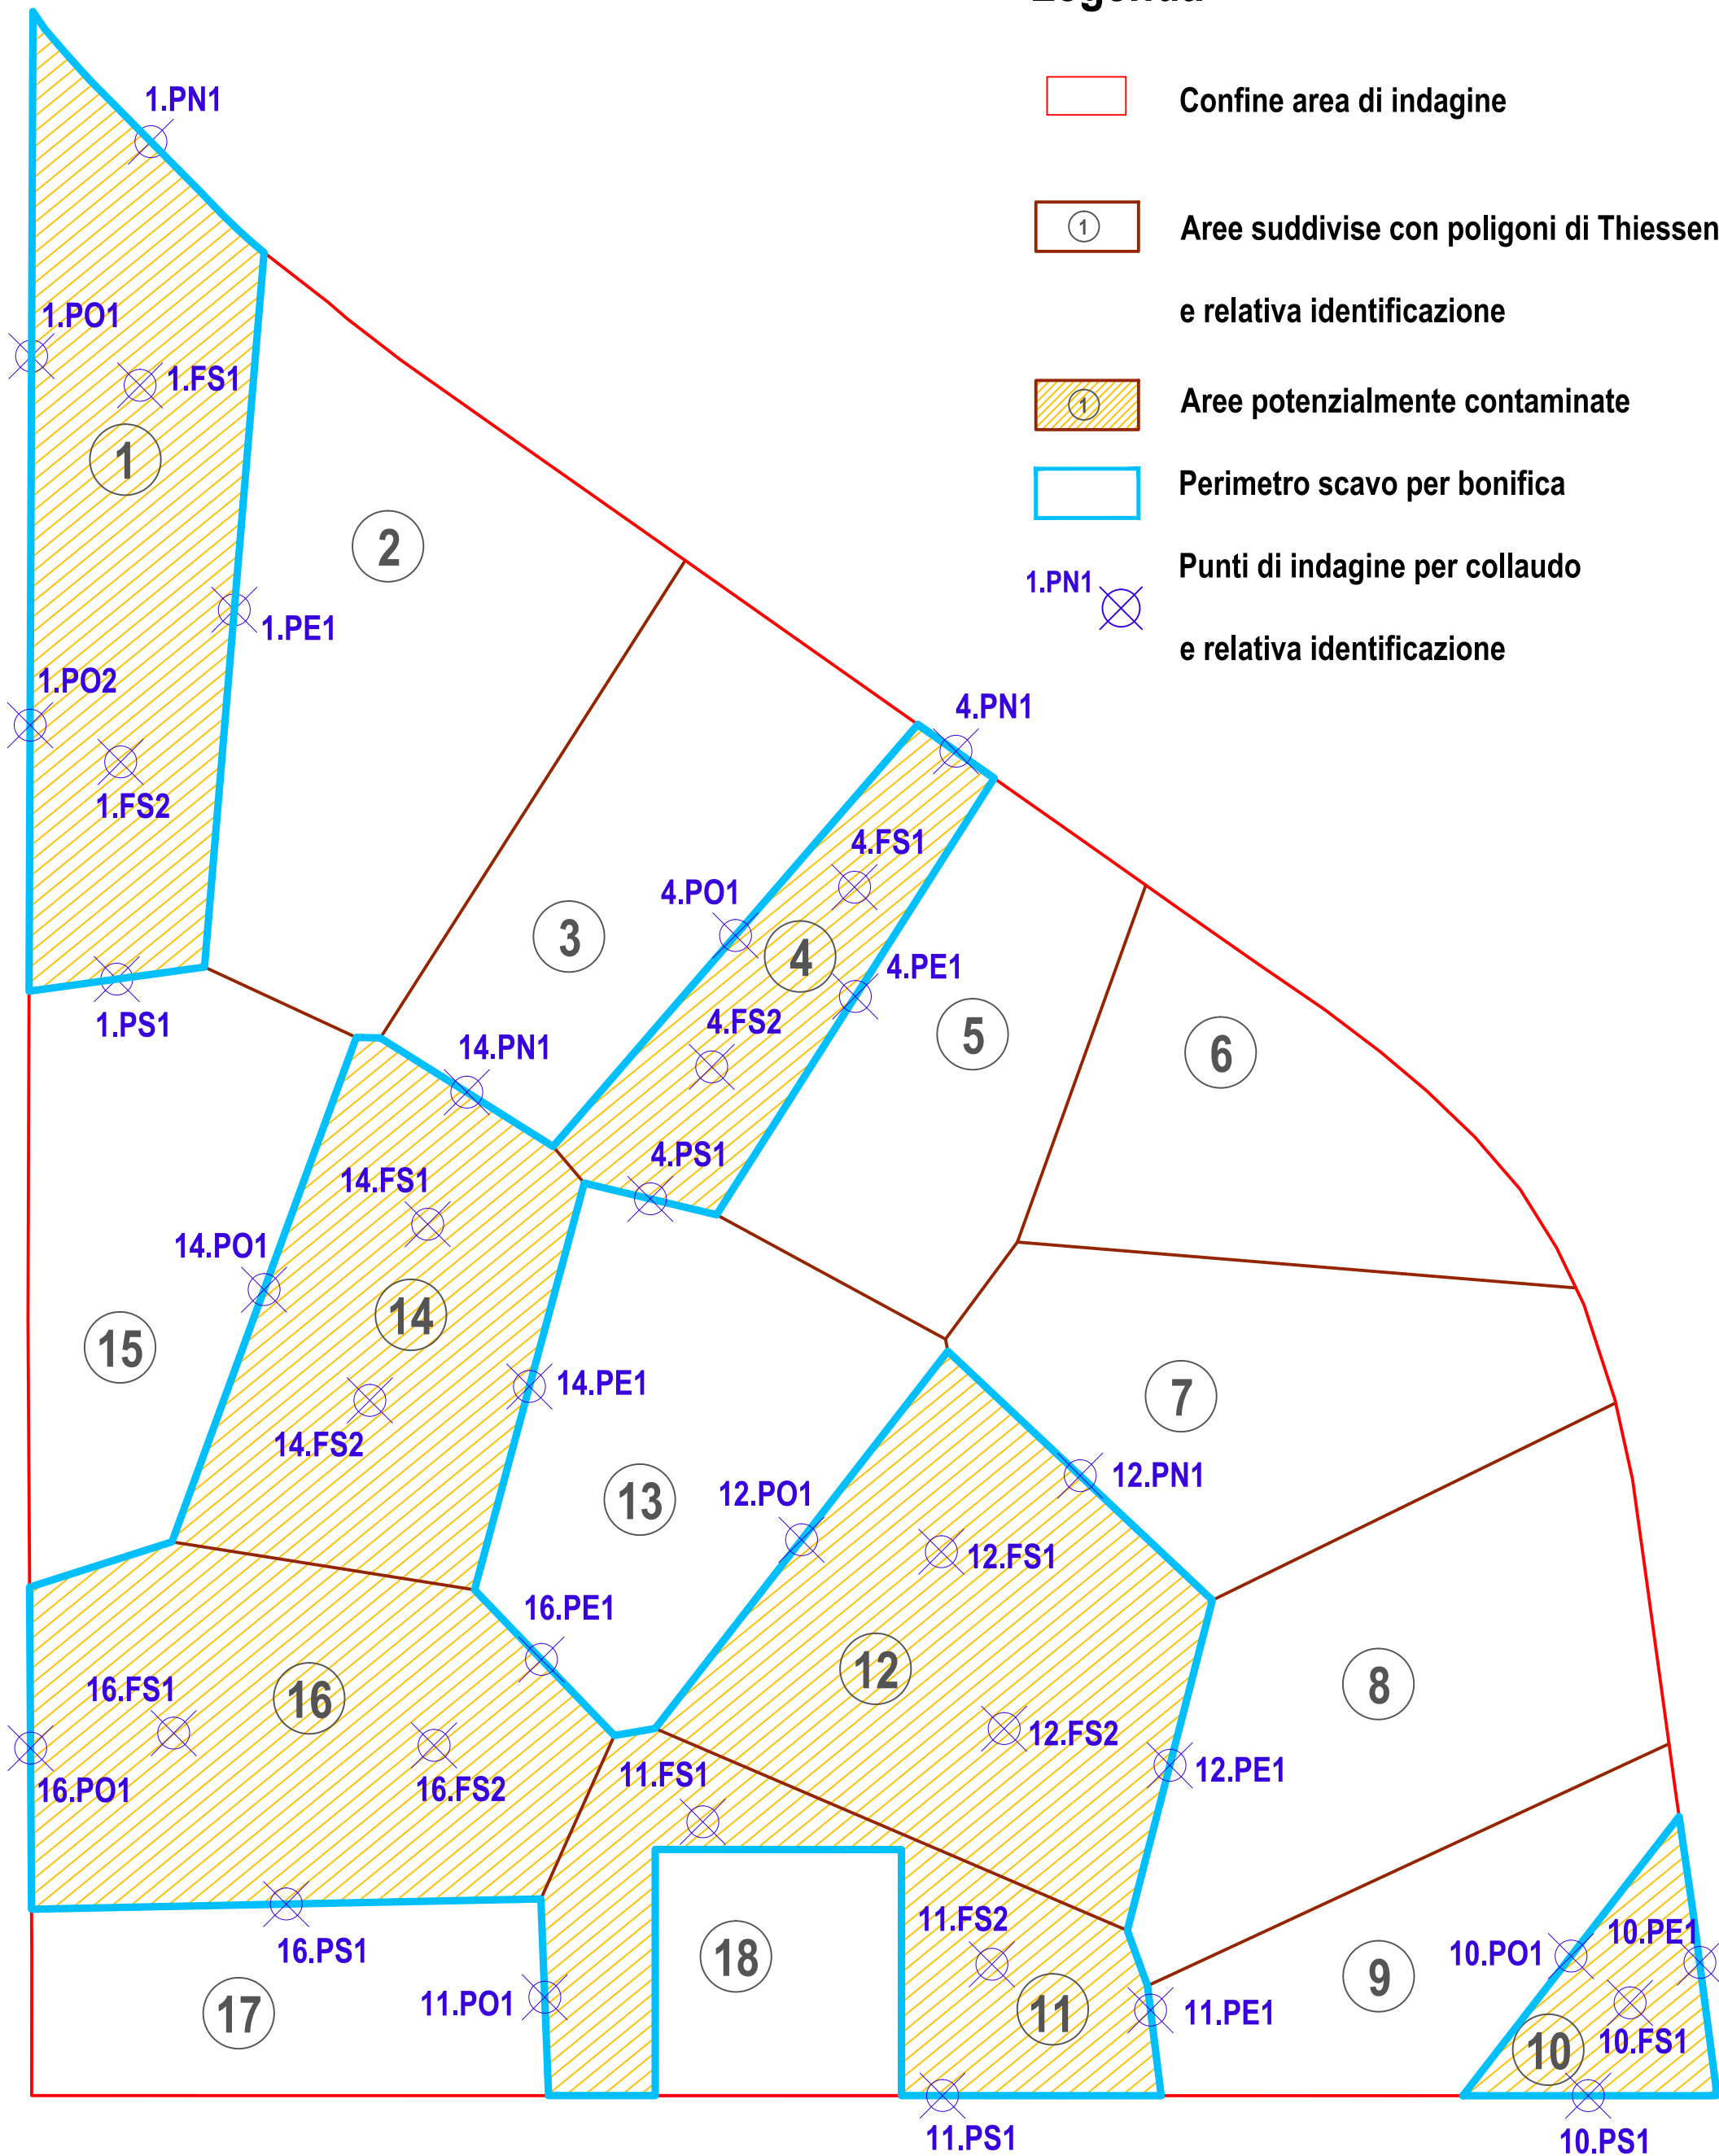 Legenda
Confine area di indagine
1
Aree suddivise con poligoni di Thiessen
e relativa identificazione
1
Aree potenzialmente contaminate
Perimetro scavo per bonifica
1.PN1
Punti di indagine per collaudo
e relativa identificazione
1.PN1
1.PO1
1.FS1
1
2
1.PE1
1.PO2
4.PN1
1.FS2
4.FS1
4.PO1
3
4
4.PE1
1.PS1
4.FS2
5
6
14.PN1
4.PS1
14.FS1
14.PO1
14
15
14.PE1
7
14.FS2
12.PN1
12.PO1
13
12.FS1
16.PE1
12
16.FS1
16
8
12.FS2
11.FS1
12.PE1
16.PO1
16.FS2
11.FS2
10.PE1
16.PS1
18
10.PO1
9
17
11.PO1
11
11.PE1
10
10.FS1
11.PS1
10.PS1